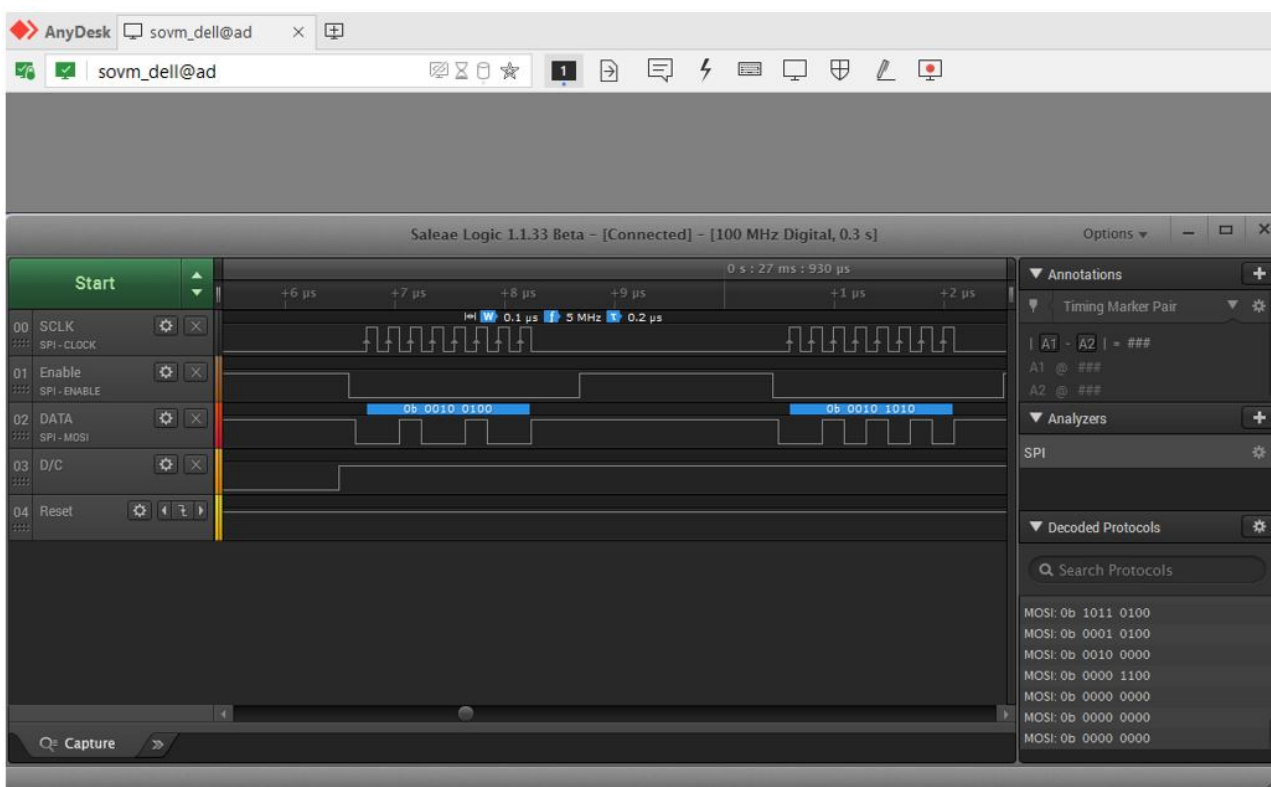 AnyDesk sovm_dell@ad
sovm_dell@ad
1
Saleae Logic 1.1.33 Beta – [Connected] – [100 MHz Digital, 0.3 s]
Options
Start
0 s : 27 ms : 930 µs
+6 µs +7 µs +8 µs +9 µs +1 µs +2 µs
W 0.1 µs f 5 MHz T 0.2 µs
00 SCLK
SPI - CLOCK
01 Enable
SPI - ENABLE
0b 0010 0100 0b 0010 1010
02 DATA
SPI - MOSI
03 D/C
04 Reset
Capture
Annotations
Timing Marker Pair
| A1 - A2 | = ###
A1 @ ###
A2 @ ###
Analyzers
SPI
Decoded Protocols
Search Protocols
MOSI: 0b 1011 0100
MOSI: 0b 0001 0100
MOSI: 0b 0010 0000
MOSI: 0b 0000 1100
MOSI: 0b 0000 0000
MOSI: 0b 0000 0000
MOSI: 0b 0000 0000